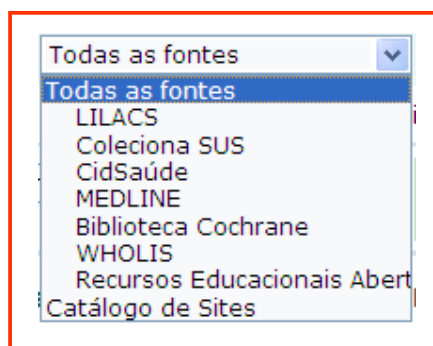 Todas as fontes
Todas as fontes
LILACS
Coleciona SUS
CidSaúde
MEDLINE
Biblioteca Cochrane
WHOLIS
Recursos Educacionais Abert
Catálogo de Sites